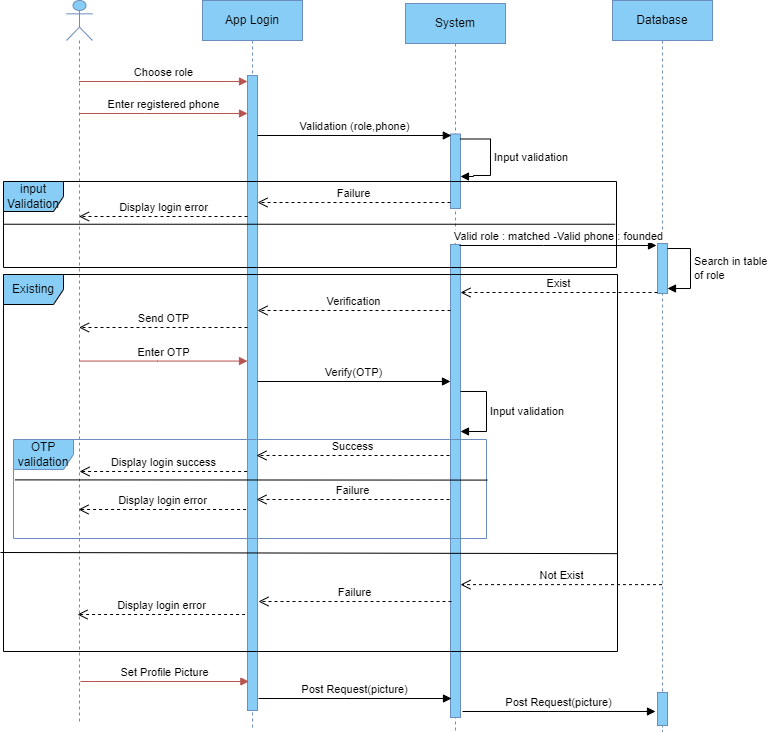 App Login
System
Database
Choose role
Enter registered phone
Validation (role,phone)
Input validation
input
Validation
Failure
Display login error
Valid role : matched -Valid phone : founded
Search in table
of role
Existing
Exist
Verification
Send OTP
Enter OTP
Verify(OTP)
Input validation
OTP
validation
Success
Display login success
Failure
Display login error
Not Exist
Failure
Display login error
Set Profile Picture
Post Request(picture)
Post Request(picture)